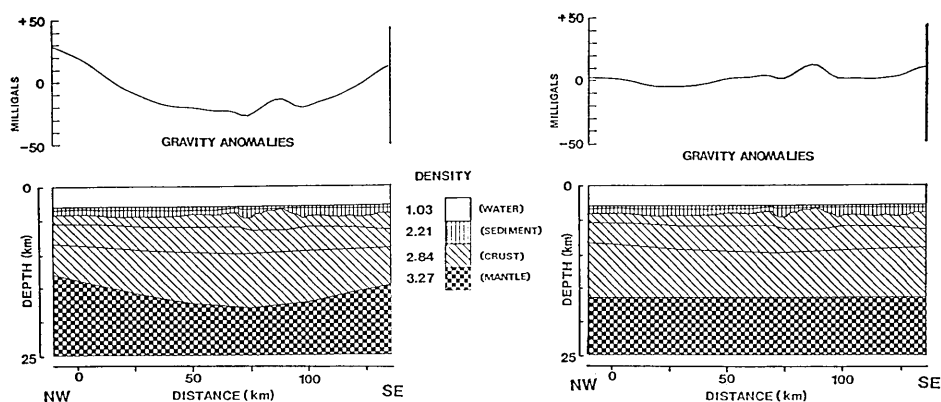 +50
MILLIGALS
0
-50
GRAVITY ANOMALIES
0
DEPTH (km)
25
0
50
100
NW
DISTANCE (km)
SE
DENSITY
1.03 (WATER)
2.21 (SEDIMENT)
2.84 (CRUST)
3.27 (MANTLE)
+50
MILLIGALS
0
-50
GRAVITY ANOMALIES
0
DEPTH (km)
25
0
50
100
NW
DISTANCE (km)
SE